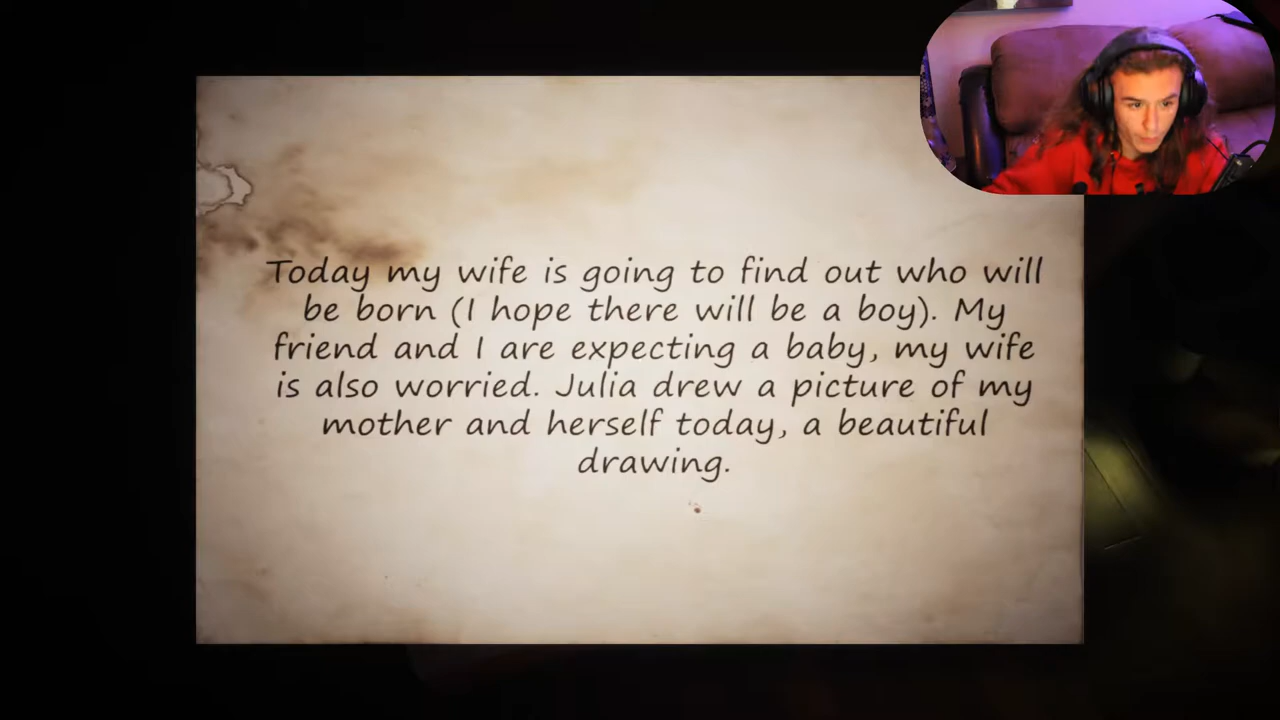 Today my wife is going to find out who will
be born (I hope there will be a boy). My
friend and I are expecting a baby, my wife
is also worried. Julia drew a picture of my
mother and herself today, a beautiful
drawing.